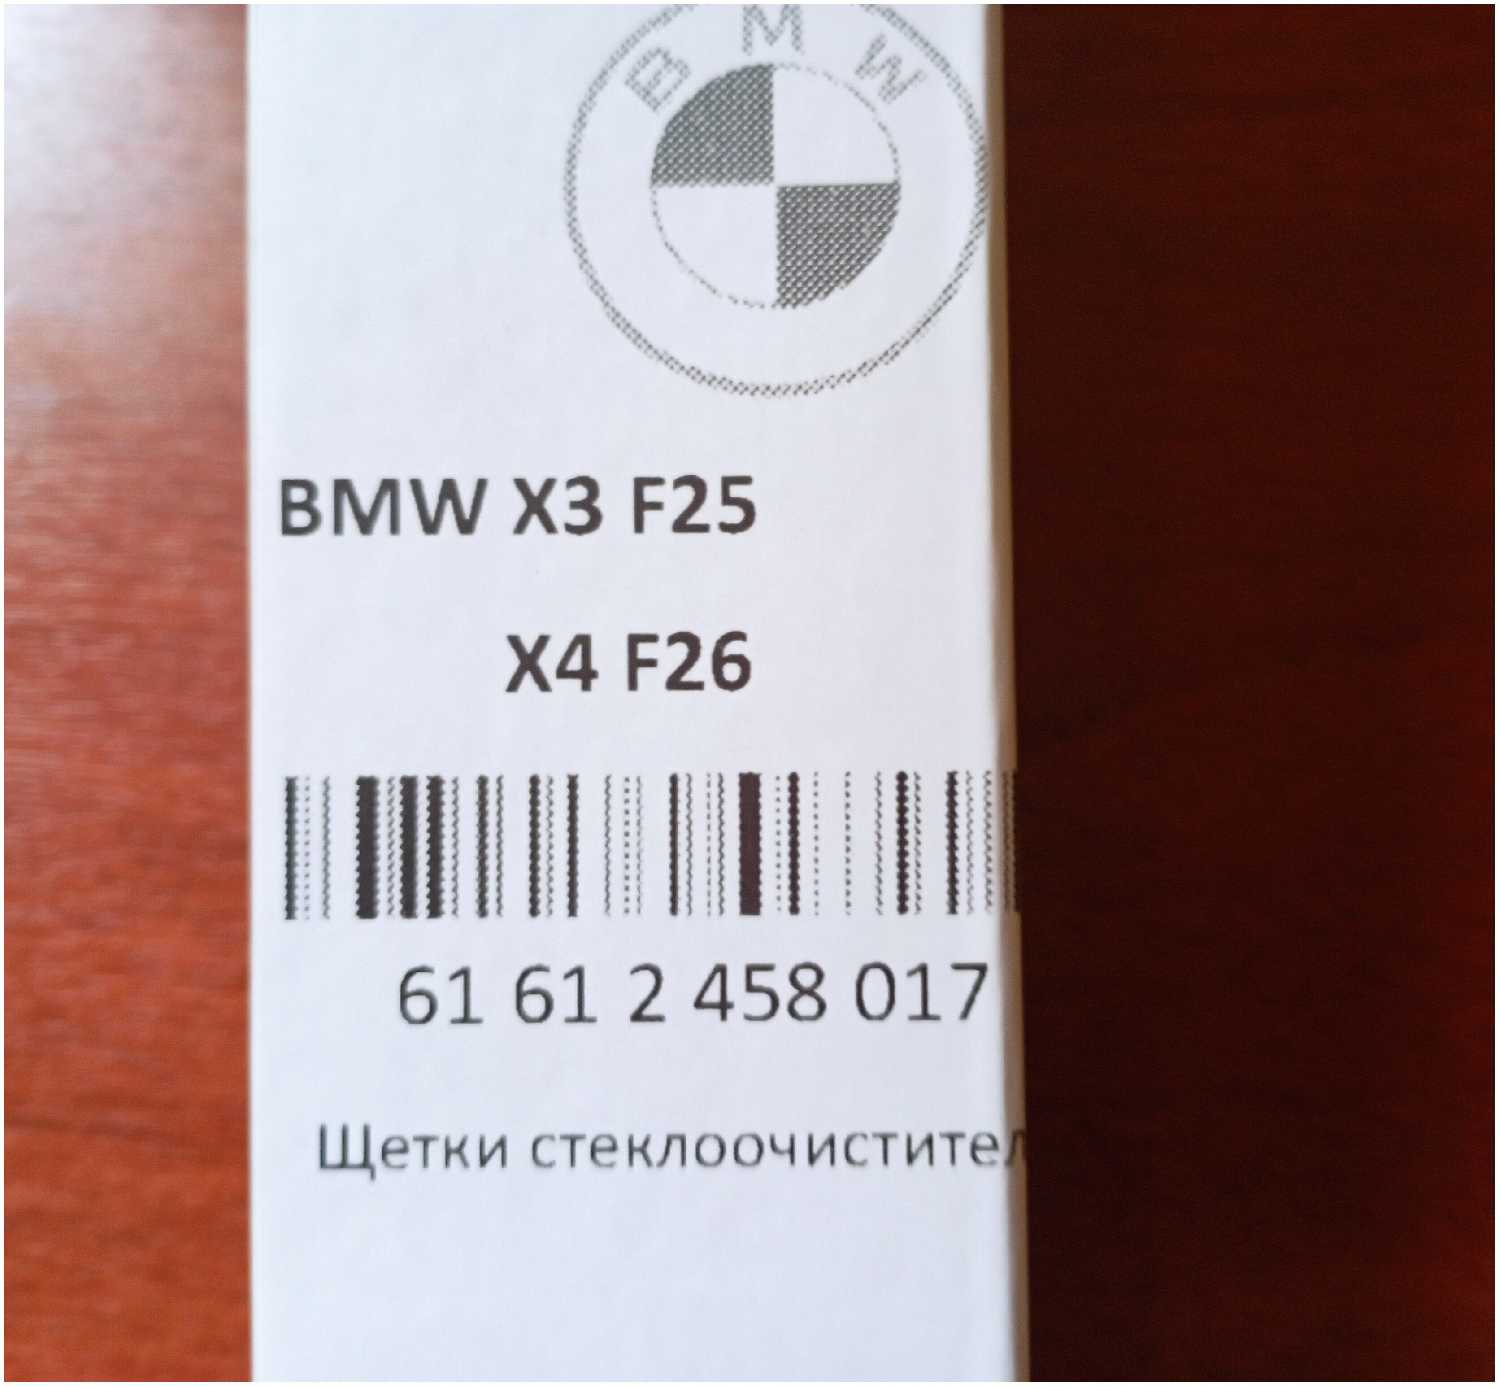 BMW
BMW X3 F25
X4 F26
61 61 2 458 017
Щетки стеклоочистител